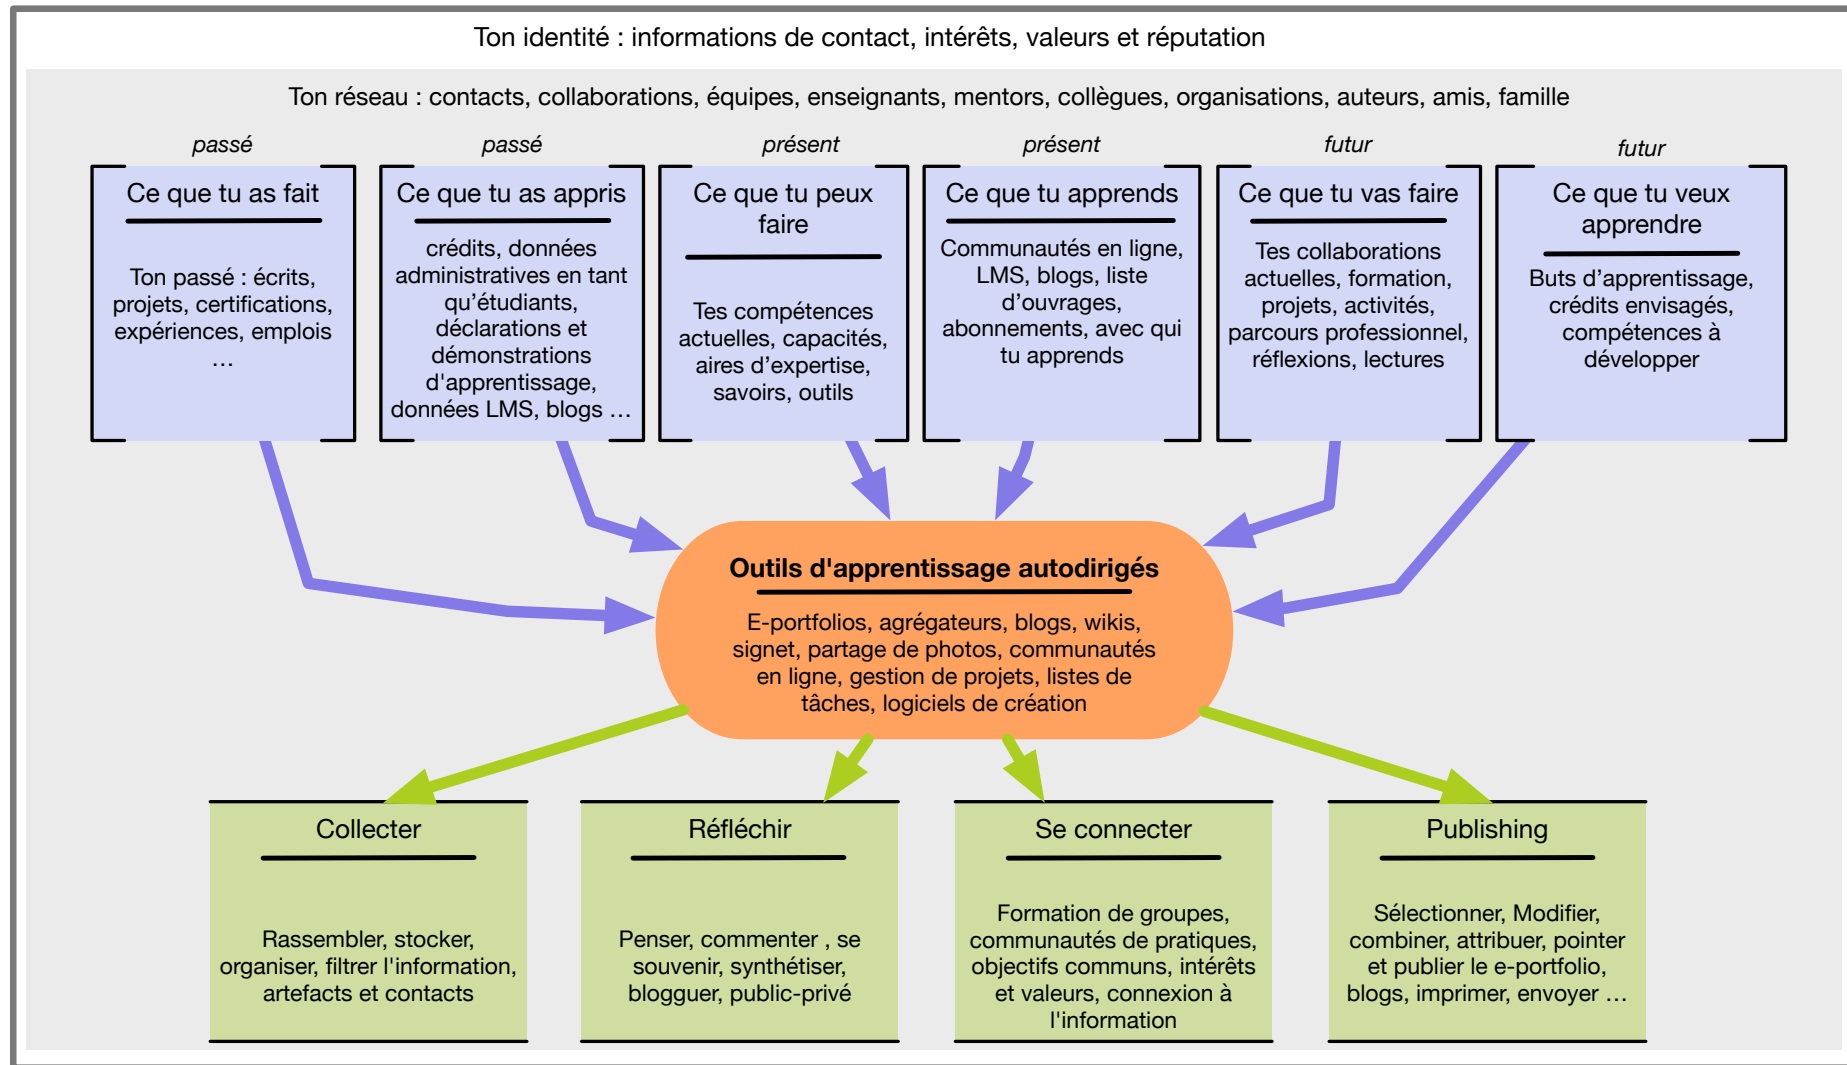 Ton identité : informations de contact, intérêts, valeurs et réputation
Ton réseau : contacts, collaborations, équipes, enseignants, mentors, collègues, organisations, auteurs, amis, famille
passé
Ce que tu as fait
Ton passé : écrits,
projets, certifications,
expériences, emplois
…
passé
Ce que tu as appris
crédits, données
administratives en tant
qu’étudiants,
déclarations et
démonstrations
d'apprentissage,
données LMS, blogs …
présent
Ce que tu peux
faire
Tes compétences
actuelles, capacités,
aires d’expertise,
savoirs, outils
présent
Ce que tu apprends
Communautés en ligne,
LMS, blogs, liste
d’ouvrages,
abonnements, avec qui
tu apprends
futur
Ce que tu vas faire
Tes collaborations
actuelles, formation,
projets, activités,
parcours professionnel,
réflexions, lectures
futur
Ce que tu veux
apprendre
Buts d’apprentissage,
crédits envisagés,
compétences à
développer
Outils d'apprentissage autodirigés
E-portfolios, agrégateurs, blogs, wikis,
signet, partage de photos, communautés
en ligne, gestion de projets, listes de
tâches, logiciels de création
Collecter
Rassembler, stocker,
organiser, filtrer l'information,
artefacts et contacts
Réfléchir
Penser, commenter , se
souvenir, synthétiser,
blogguer, public-privé
Se connecter
Formation de groupes,
communautés de pratiques,
objectifs communs, intérêts
et valeurs, connexion à
l'information
Publishing
Sélectionner, Modifier,
combiner, attribuer, pointer
et publier le e-portfolio,
blogs, imprimer, envoyer …